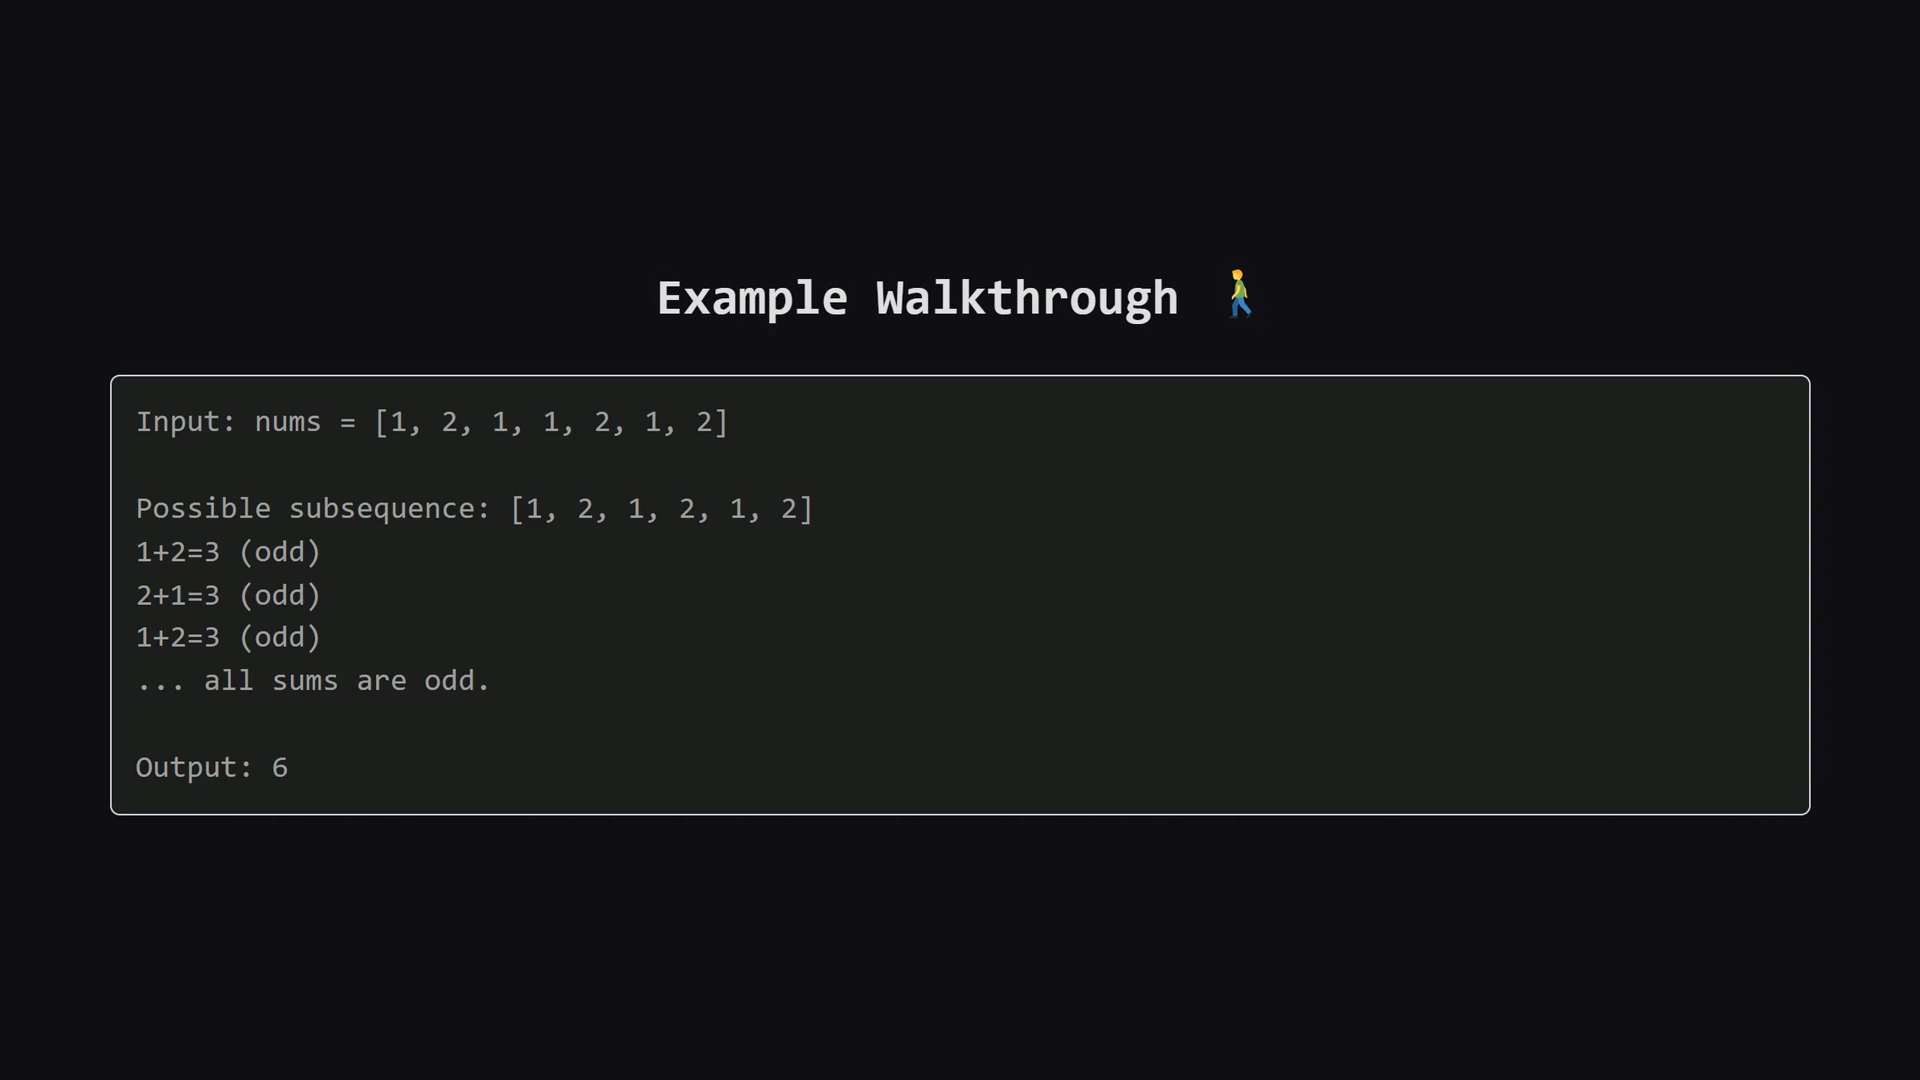 Example Walkthrough 🚶
Input: nums = [1, 2, 1, 1, 2, 1, 2]
Possible subsequence: [1, 2, 1, 2, 1, 2]
1+2=3 (odd)
2+1=3 (odd)
1+2=3 (odd)
... all sums are odd.
Output: 6